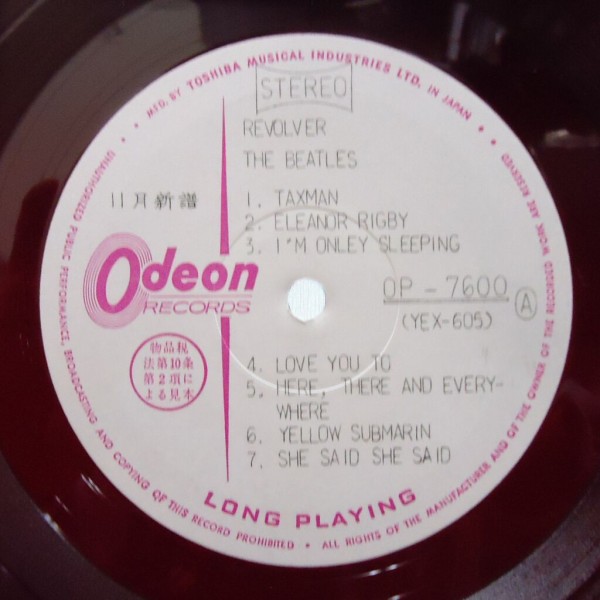 MFG. BY TOSHIBA MUSICAL INDUSTRIES LTD. IN JAPAN
STEREO
REVOLVER
THE BEATLES
11月新譜
1. TAXMAN
2. ELEANOR RIGBY
3. I"M ONLEY SLEEPING
Odeon
RECORDS
OP-7600 A
(YEX-605)
物品税
法第10条
第2項に
よる見本
4. LOVE YOU TO
5. HERE, THERE AND EVERY-
WHERE
6. YELLOW SUBMARIN
7. SHE SAID SHE SAID
LONG PLAYING
UNAUTHORIZED PUBLIC PERFORMANCE, BROADCASTING AND COPYING OF THIS RECORD PROHIBITED • ALL RIGHTS OF THE MANUFACTURER AND OF THE OWNER OF THE RECORDED WORK ARE RESERVED